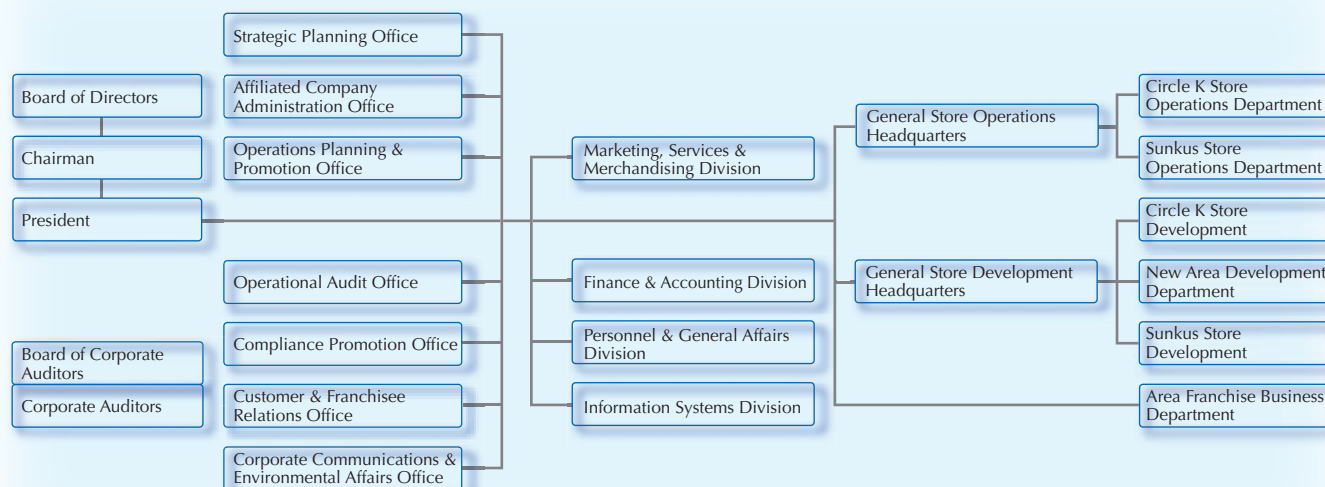 Board of Directors
Chairman
President
Board of Corporate
Auditors
Corporate Auditors
Strategic Planning Office
Affiliated Company
Administration Office
Operations Planning &
Promotion Office
Operational Audit Office
Compliance Promotion Office
Customer & Franchisee
Relations Office
Corporate Communications &
Environmental Affairs Office
Marketing, Services &
Merchandising Division
Finance & Accounting Division
Personnel & General Affairs
Division
Information Systems Division
General Store Operations
Headquarters
General Store Development
Headquarters
Circle K Store
Operations Department
Sunkus Store
Operations Department
Circle K Store
Development
New Area Development
Department
Sunkus Store
Development
Area Franchise Business
Department